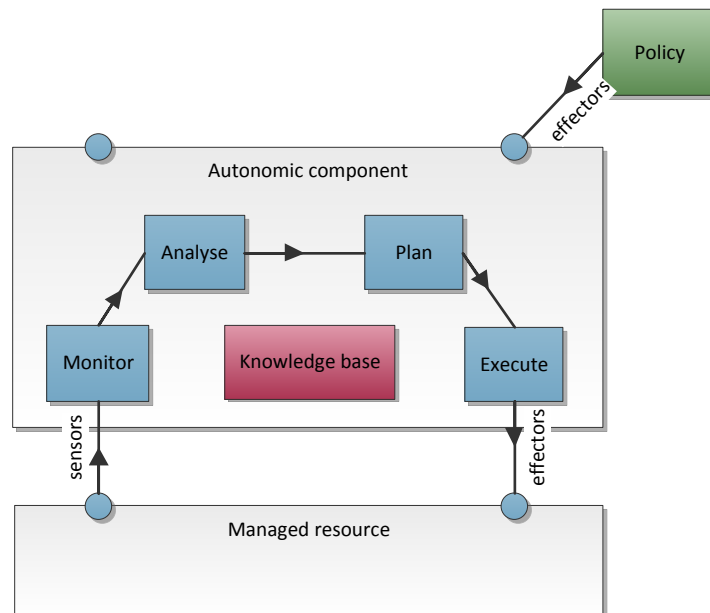 Policy
effectors
Autonomic component
Analyse
Plan
Monitor
Knowledge base
Execute
sensors
effectors
Managed resource